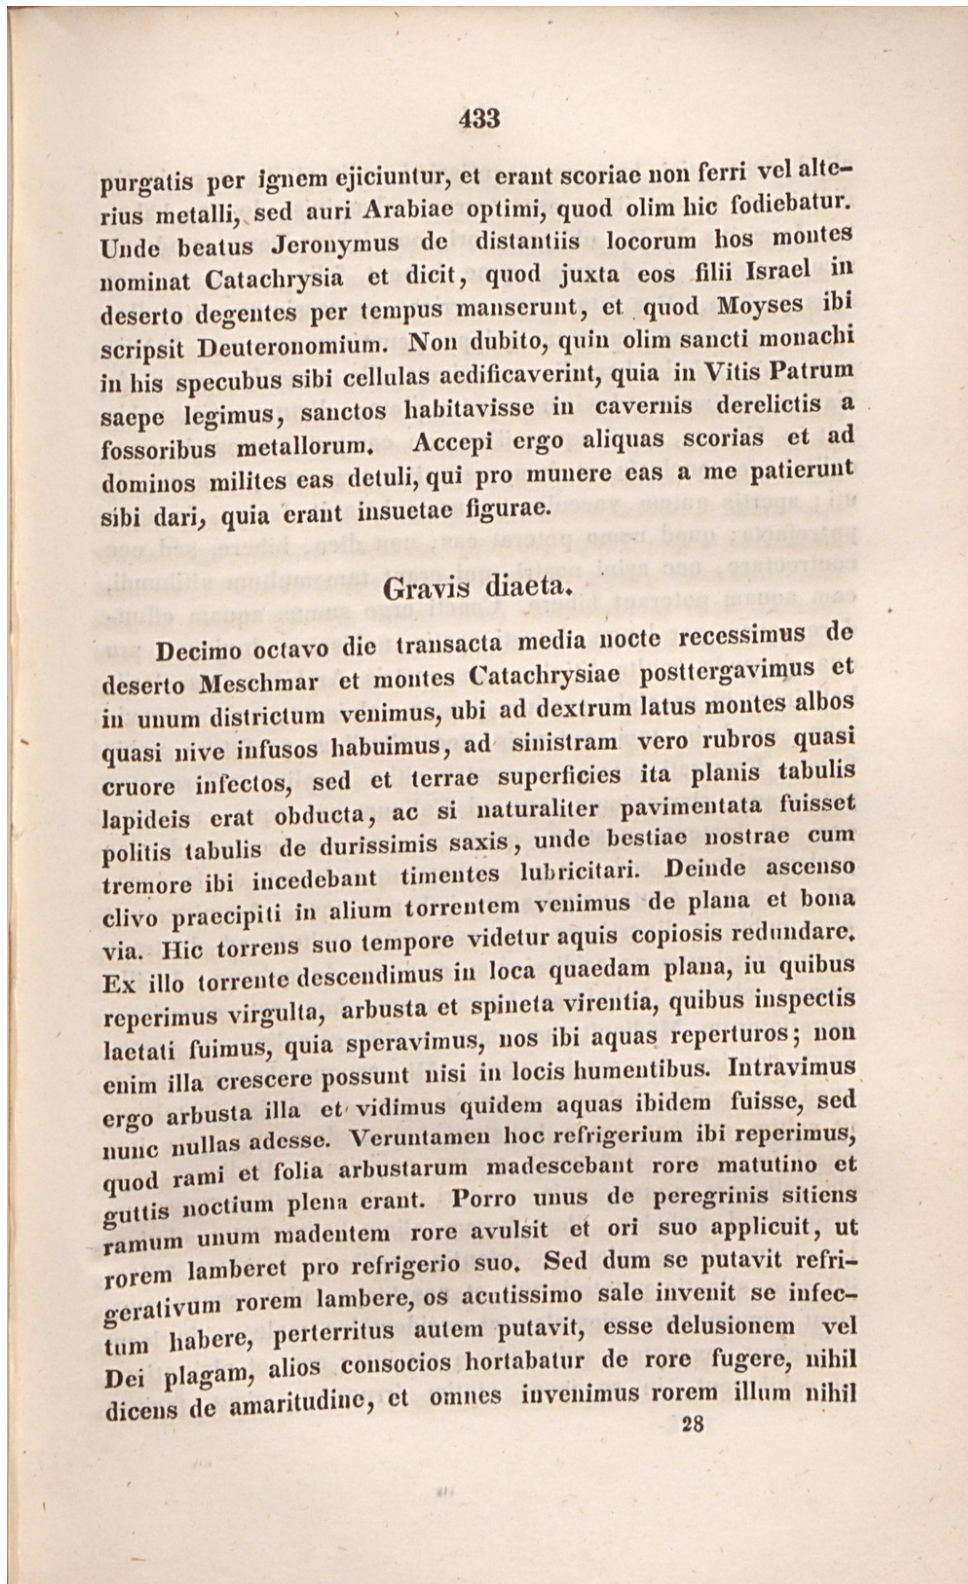 433
purgatis per ignem ejiciuntur, et erant scoriae non ferri vel alte-
rius metalli, sed auri Arabiae optimi, quod olim hic fodiebatur.
Unde beatus Jeronymus de distantiis locorum hos montes
nominat Catachrysia et dicit, quod juxta eos filii Israel in
deserto degentes per tempus manserunt, et quod Moyses ibi
scripsit Deuteronomium. Non dubito, quin olim sancti monachi
in his specubus sibi cellulas aedificaverint, quia in Vitis Patrum
saepe legimus, sanctos habitavisse in cavernis derelictis a
fossoribus metallorum. Accepi ergo aliquas scorias et ad
dominos milites eas detuli, qui pro munere eas a me patierunt
sibi dari, quia erant insuetae figurae.
Gravis diaeta.
Decimo octavo die transacta media nocte recessimus de
deserto Meschmar et montes Catachrysiae posttergavimus et
in unum districtum venimus, ubi ad dextrum latus montes albos
quasi nive infusos habuimus, ad sinistram vero rubros quasi
cruore infectos, sed et terrae superficies ita planis tabulis
lapideis erat obducta, ac si naturaliter pavimentata fuisset
politis tabulis de durissimis saxis, unde bestiae nostrae cum
tremore ibi incedebant timentes lubricitari. Deinde ascenso
clivo praecipiti in alium torrentem venimus de plana et bona
via. Hic torrens suo tempore videtur aquis copiosis redundare.
Ex illo torrente descendimus in loca quaedam plana, iu quibus
reperimus virgulta, arbusta et spineta virentia, quibus inspectis
laetati fuimus, quia speravimus, nos ibi aquas reperturos; non
enim illa crescere possunt nisi in locis humentibus. Intravimus
ergo arbusta illa et vidimus quidem aquas ibidem fuisse, sed
nunc nullas adesse. Veruntamen hoc refrigerium ibi reperimus,
quod rami et folia arbustarum madescebant rore matutino et
guttis noctium plena erant. Porro unus de peregrinis sitiens
ramum unum madentem rore avulsit et ori suo applicuit, ut
rorem lamberet pro refrigerio suo. Sed dum se putavit refri-
gerativum rorem lambere, os acutissimo sale invenit se infec-
tum habere, perterritus autem putavit, esse delusionem vel
Dei plagam, alios consocios hortabatur de rore fugere, nihil
dicens de amaritudine, et omnes invenimus rorem illum nihil
28